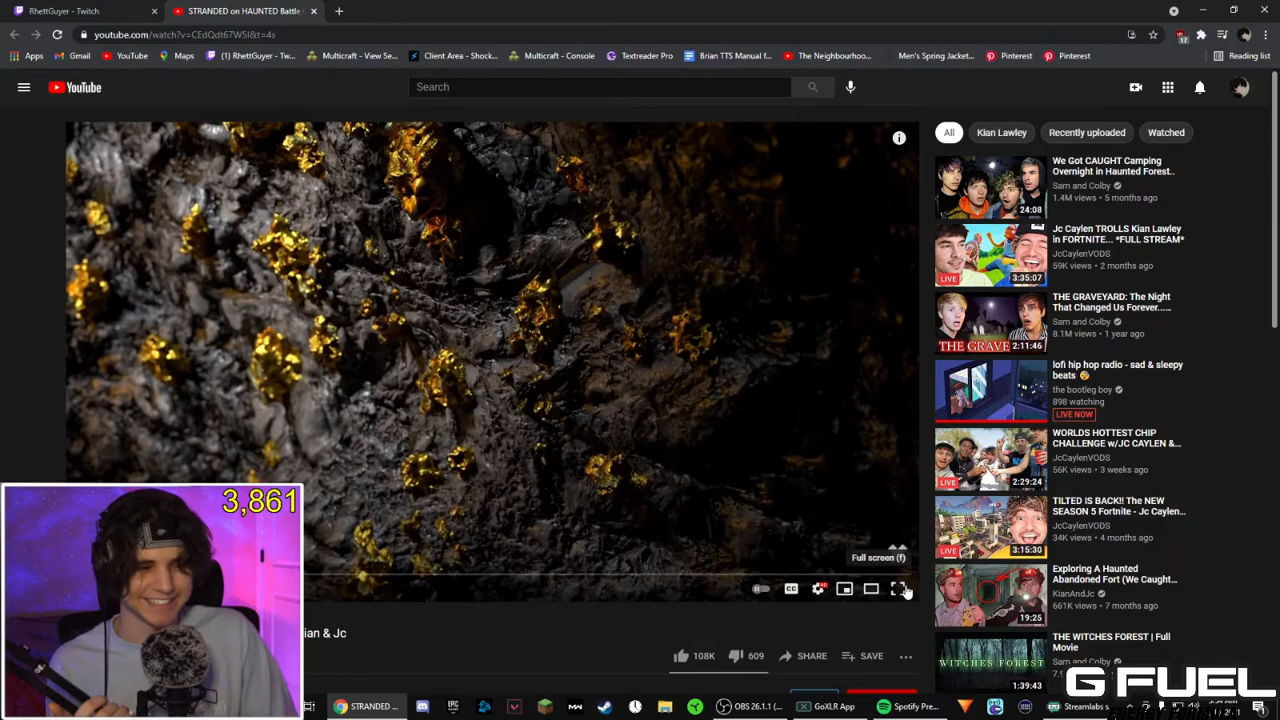 RhettGuyer - Twitch
STRANDED on HAUNTED Battle
youtube.com/watch?v=CEdQdt67W5I&t=4s
Apps Gmail YouTube Maps (1) RhettGuyer - Tw... Multicraft - View Se... Client Area - Shock... Multicraft - Console Textreader Pro Brian TTS Manual f... The Neighbourhoo... Men's Spring Jacket... Pinterest Pinterest Reading list
YouTube
Search
All Kian Lawley Recently uploaded Watched
We Got CAUGHT Camping
Overnight in Haunted Forest..
Sam and Colby
1.4M views • 5 months ago
24:08
Jc Caylen TROLLS Kian Lawley
in FORTNITE... *FULL STREAM*
JcCaylenVODS
59K views • 2 months ago
LIVE
3:35:07
THE GRAVEYARD: The Night
That Changed Us Forever......
Sam and Colby
8.1M views • 1 year ago
THE GRAVE
2:11:46
lofi hip hop radio - sad & sleepy
beats
the bootleg boy
898 watching
LIVE NOW
WORLDS HOTTEST CHIP
CHALLENGE w/JC CAYLEN &...
JcCaylenVODS
56K views • 3 weeks ago
LIVE
2:29:24
TILTED IS BACK!! The NEW
SEASON 5 Fortnite - Jc Caylen...
JcCaylenVODS
34K views • 4 months ago
LIVE
3:15:30
Exploring A Haunted
Abandoned Fort (We Caught...
KianAndJc
661K views • 7 months ago
19:25
THE WITCHES FOREST | Full
Movie
Sam and Colby
WITCHES FOREST
1:39:43
Full screen (f)
CC
HD
3,861
ian & Jc
108K 609 SHARE SAVE
G FUEL
STRANDED ... EPIC MW OBS 26.1.1 (... GoXLR App Spotify Pre... Streamlabs